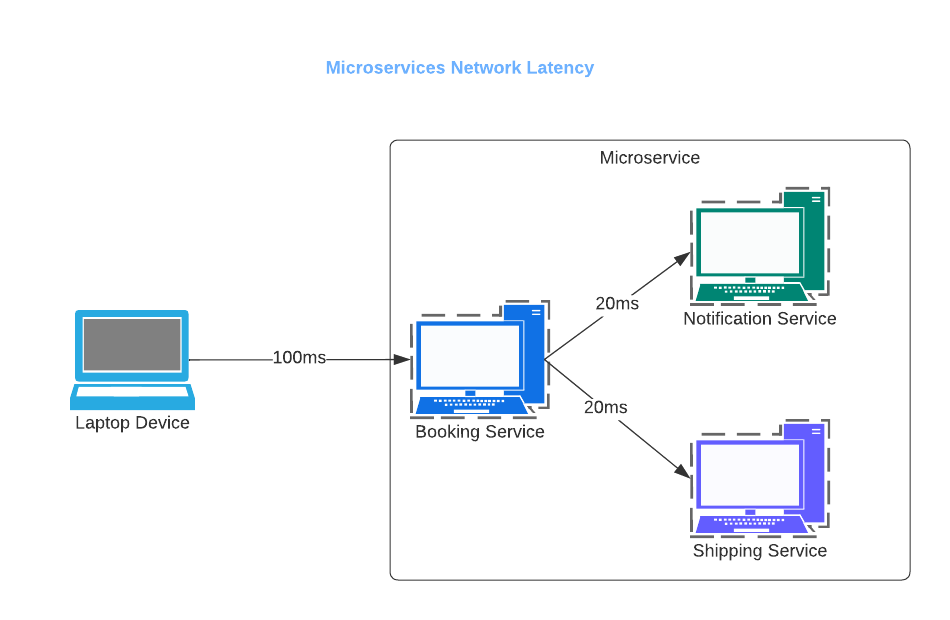 Microservices Network Latency
Microservice
20ms
Notification Service
100ms
Laptop Device
Booking Service
20ms
Shipping Service